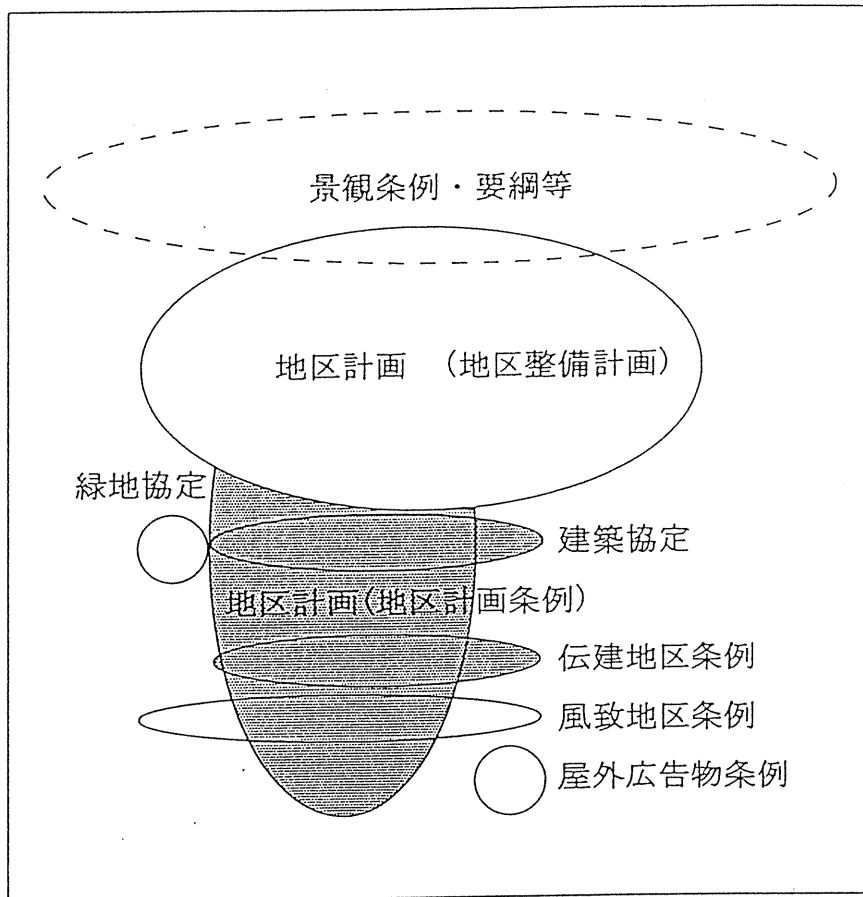 景観条例・要綱等
地区計画 (地区整備計画)
緑地協定
建築協定
地区計画(地区計画条例)
伝建地区条例
風致地区条例
屋外広告物条例